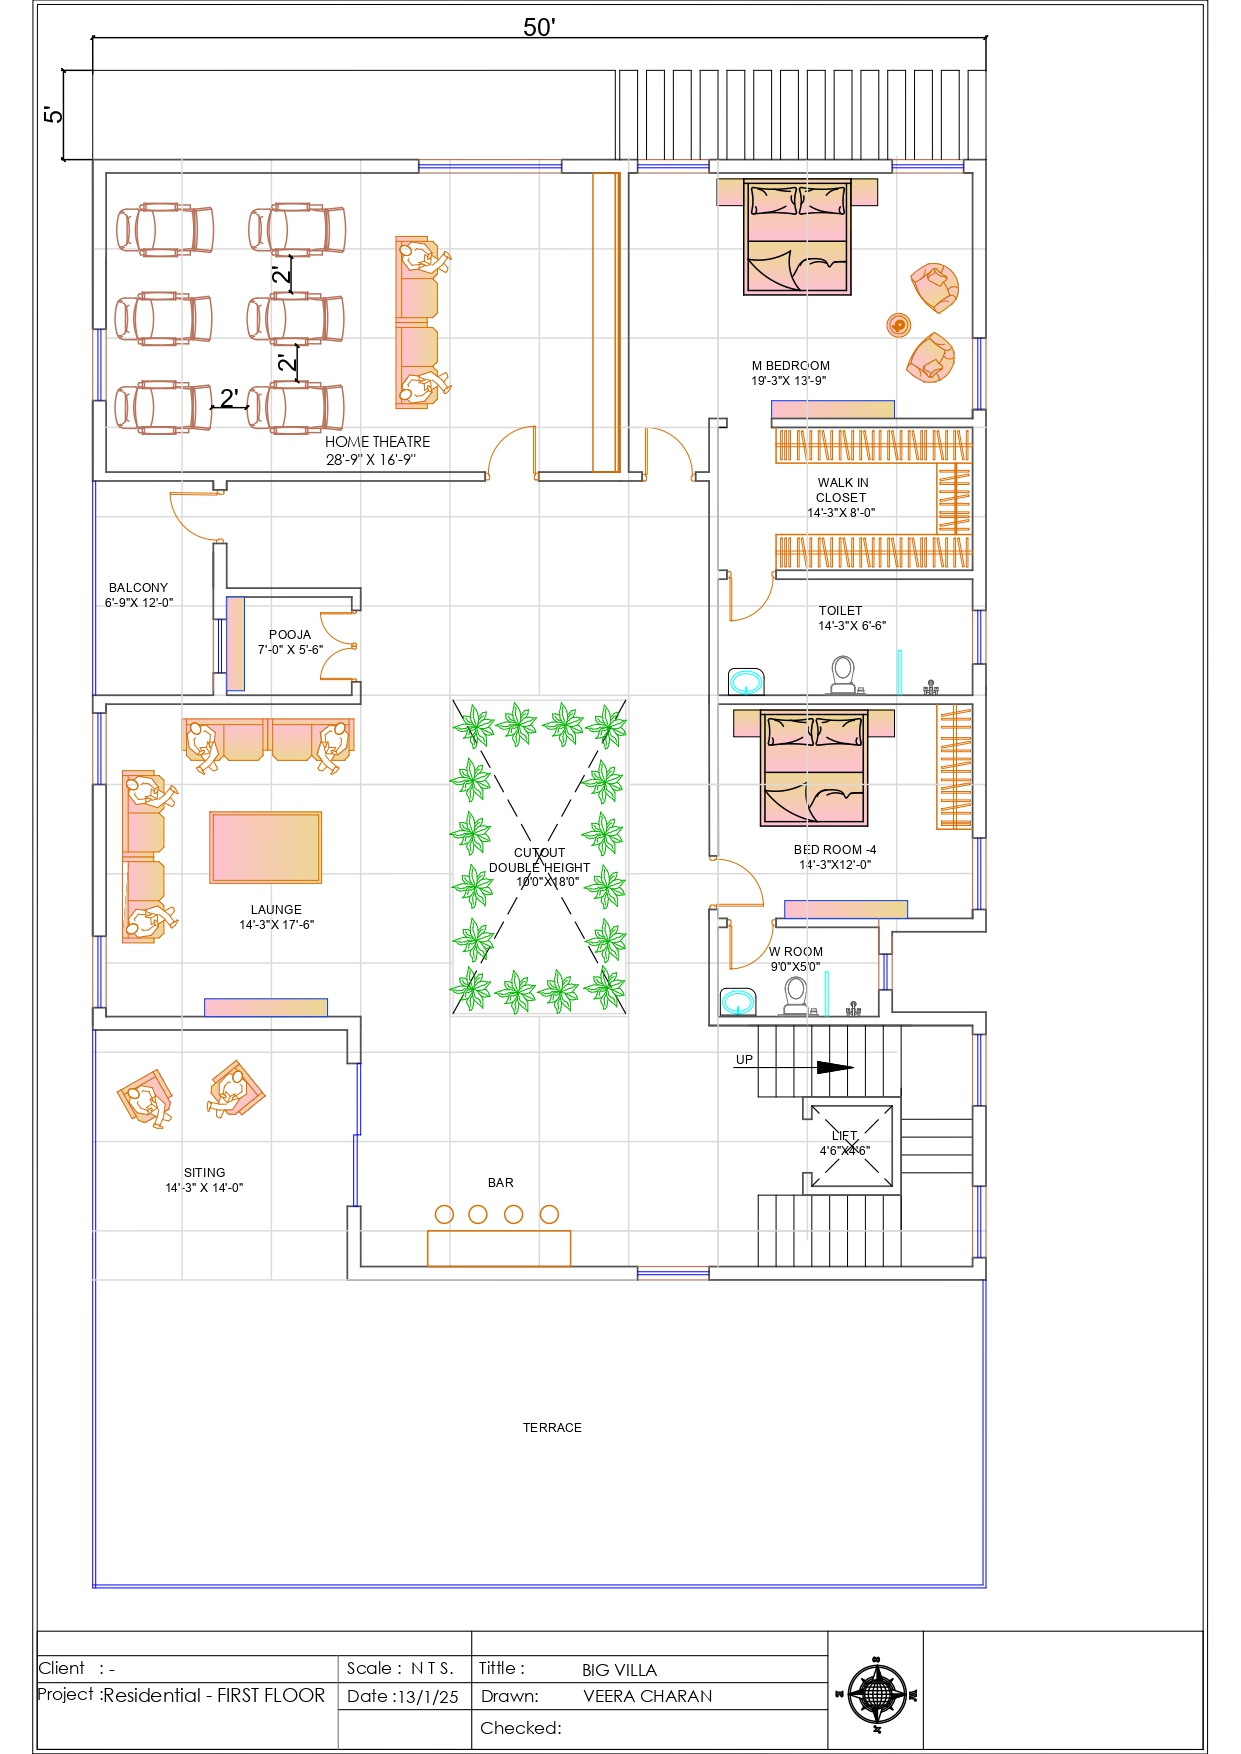 50'
5'
2'
2'
2'
HOME THEATRE
28'-9" X 16'-9"
M BEDROOM
19'-3"X 13'-9"
WALK IN
CLOSET
14'-3"X 8'-0"
BALCONY
6'-9"X 12'-0"
POOJA
7'-0" X 5'-6"
TOILET
14'-3"X 6'-6"
CUTOUT
DOUBLE HEIGHT
10'0"X18'0"
BED ROOM -4
14'-3"X12'-0"
LAUNGE
14'-3"X 17'-6"
W ROOM
9'0"X5'0"
UP
LIFT
4'6"X4'6"
SITING
14'-3" X 14'-0"
BAR
TERRACE
Client : -
Scale : N T S.
Tittle : BIG VILLA
Project :Residential - FIRST FLOOR
Date :13/1/25
Drawn: VEERA CHARAN
Checked:
S
E
W
N